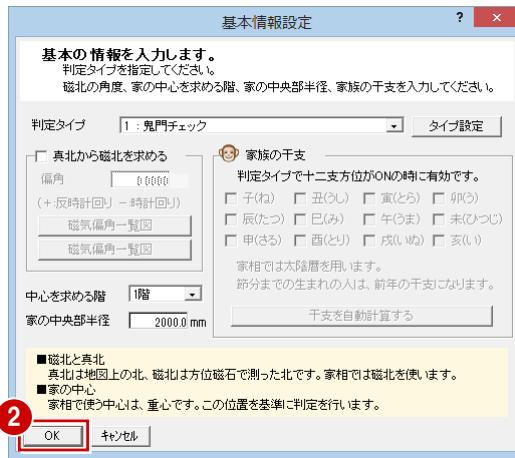 基本情報設定
? ×
基本の情報を入力します。
判定タイプを指定してください。
磁北の角度、家の中心を求める階、家の中央部半径、家族の干支を入力してください。
判定タイプ 1 : 鬼門チェック タイプ設定
真北から磁北を求める
偏角 0.0000
(+:反時計回り -:時計回り)
磁気偏角一覧図
磁気偏角一覧図
中心を求める階 1階
家の中央部半径 2000.0 mm
家族の干支
判定タイプで十二支方位がONの時に有効です。
子(ね) 丑(うし) 寅(とら) 卯(う)
辰(たつ) 巳(み) 午(うま) 未(ひつじ)
申(さる) 酉(とり) 戌(いぬ) 亥(い)
家相では太陰暦を用います。
節分までの生まれの人は、前年の干支になります。
干支を自動計算する
■磁北と真北
真北は地図上の北、磁北は方位磁石で測った北です。家相では磁北を使います。
■家の中心
家相で使う中心は、重心です。この位置を基準に判定を行います。
2
OK キャンセル